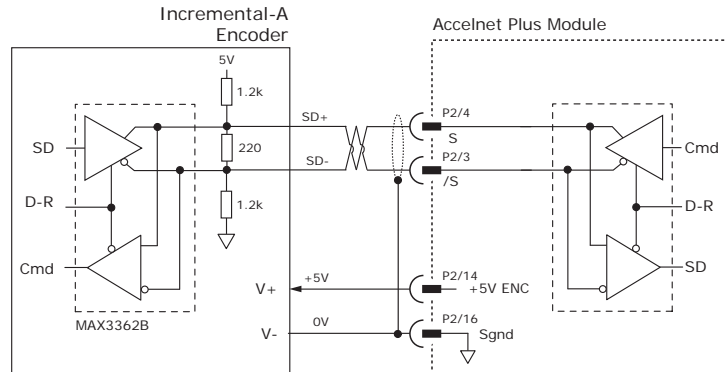 Incremental-A
Encoder
Accelnet Plus Module
5V
1.2k
SD+
P2/4
S
SD
220
Cmd
SD-
P2/3
/S
D-R
1.2k
D-R
Cmd
SD
MAX3362B
V+
+5V
P2/14
+5V ENC
V-
0V
P2/16
Sgnd